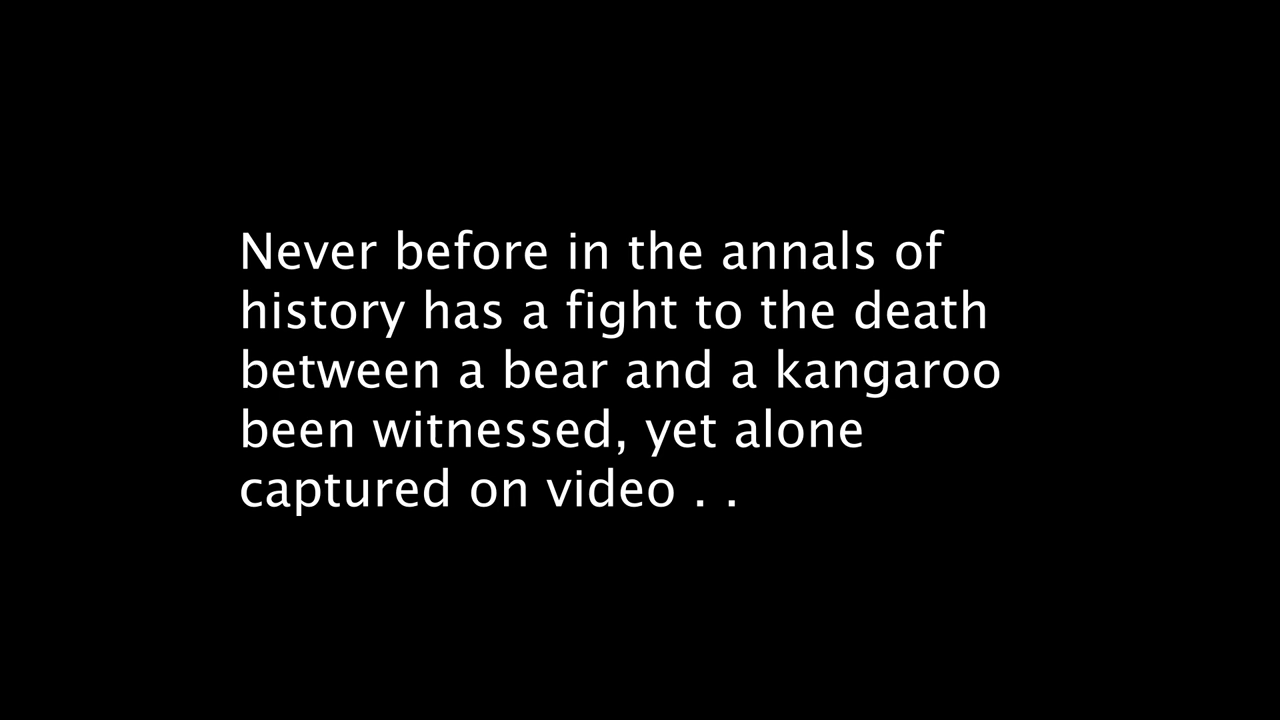 Never before in the annals of
history has a fight to the death
between a bear and a kangaroo
been witnessed, yet alone
captured on video . .